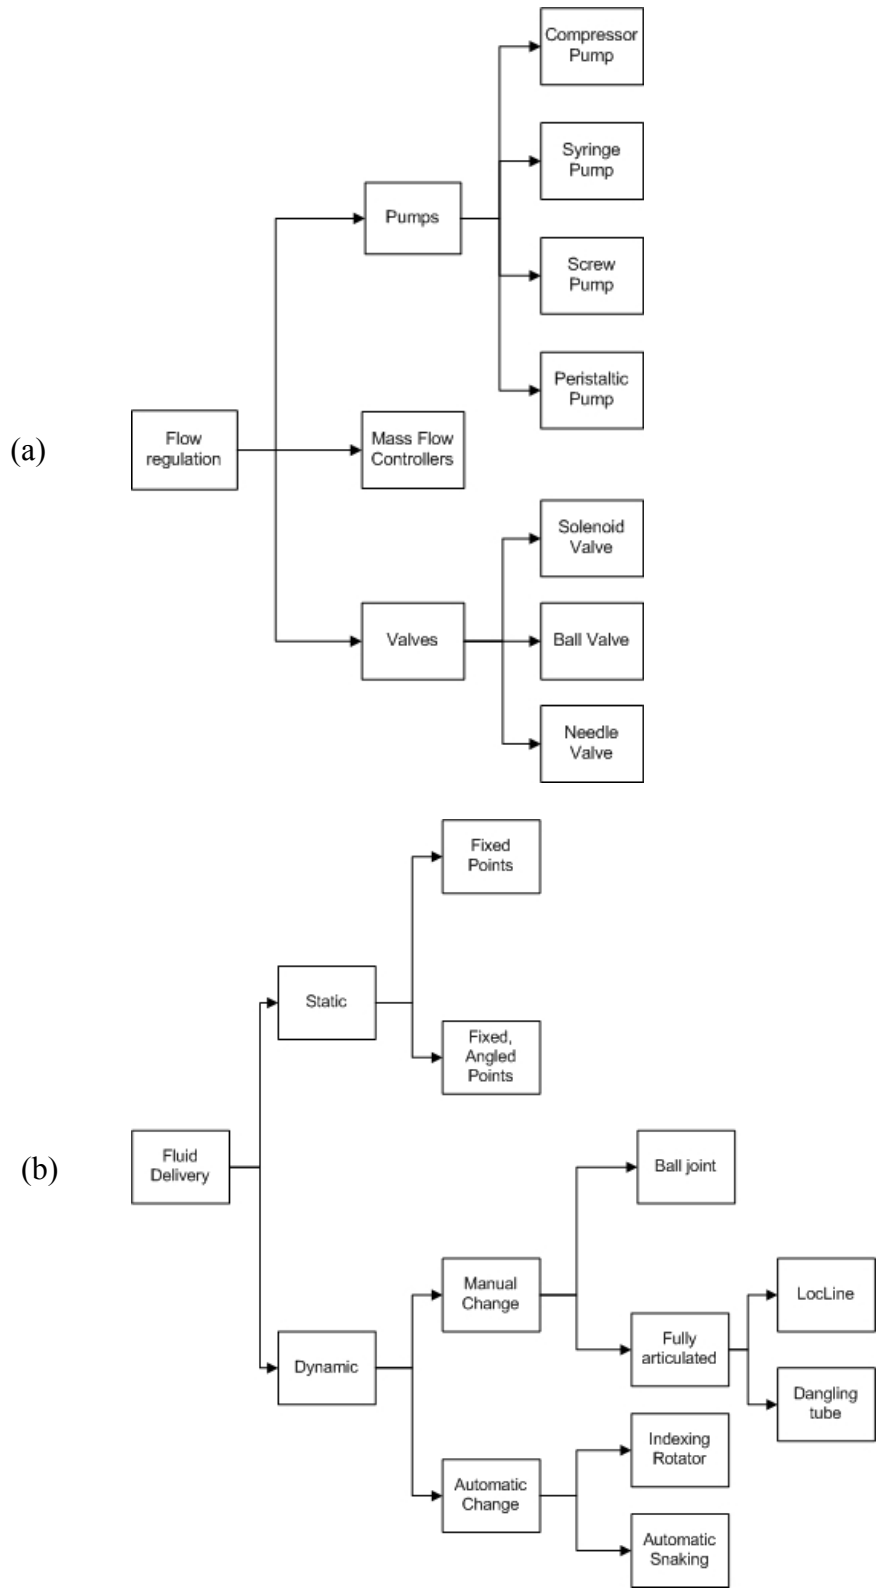 Compressor
Pump
Syringe
Pump
Pumps
Screw
Pump
Peristaltic
Pump
(a)
Flow
regulation
Mass Flow
Controllers
Solenoid
Valve
Valves
Ball Valve
Needle
Valve
Fixed
Points
Static
Fixed,
Angled
Points
(b)
Fluid
Delivery
Ball joint
Manual
Change
LocLine
Fully
articulated
Dynamic
Dangling
tube
Indexing
Rotator
Automatic
Change
Automatic
Snaking